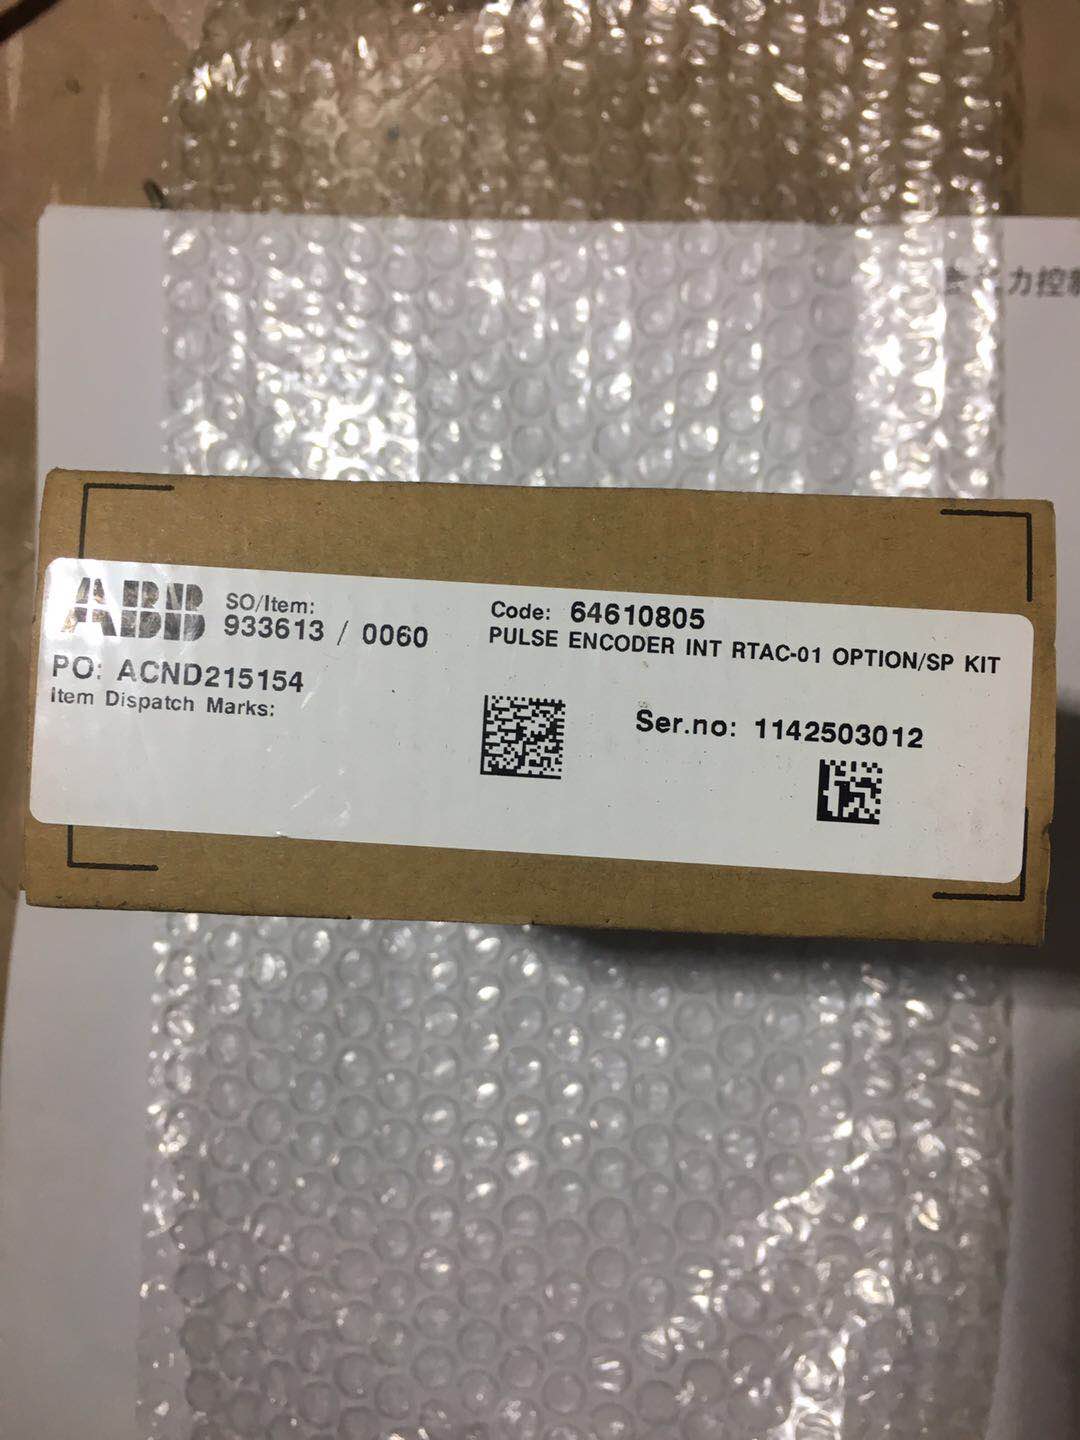 ABB
SO/Item:
933613 / 0060
PO: ACND215154
Item Dispatch Marks:
Code: 64610805
PULSE ENCODER INT RTAC-01 OPTION/SP KIT
Ser.no: 1142503012
力控